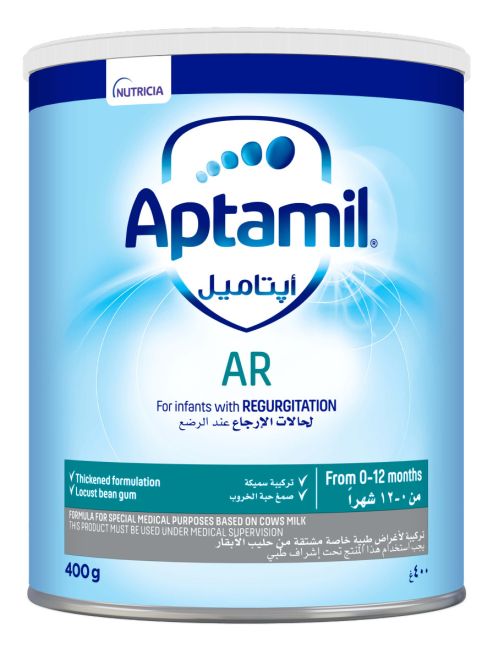 NUTRICIA
Aptamil®
أپتاميل
AR
For infants with REGURGITATION
لحالات الإرجاع عند الرضع
✓Thickened formulation
✓Locust bean gum
✓ تركيبة سميكة
✓ صمغ حبة الخروب
From 0-12 months
من ٠-١٢ شهراً
FORMULA FOR SPECIAL MEDICAL PURPOSES BASED ON COWS MILK
THIS PRODUCT MUST BE USED UNDER MEDICAL SUPERVISION
تركيبة لأغراض طبية خاصة مشتقة من حليب الأبقار
يجب استخدام هذا المنتج تحت إشراف طبي
400g
٤٠٠غ